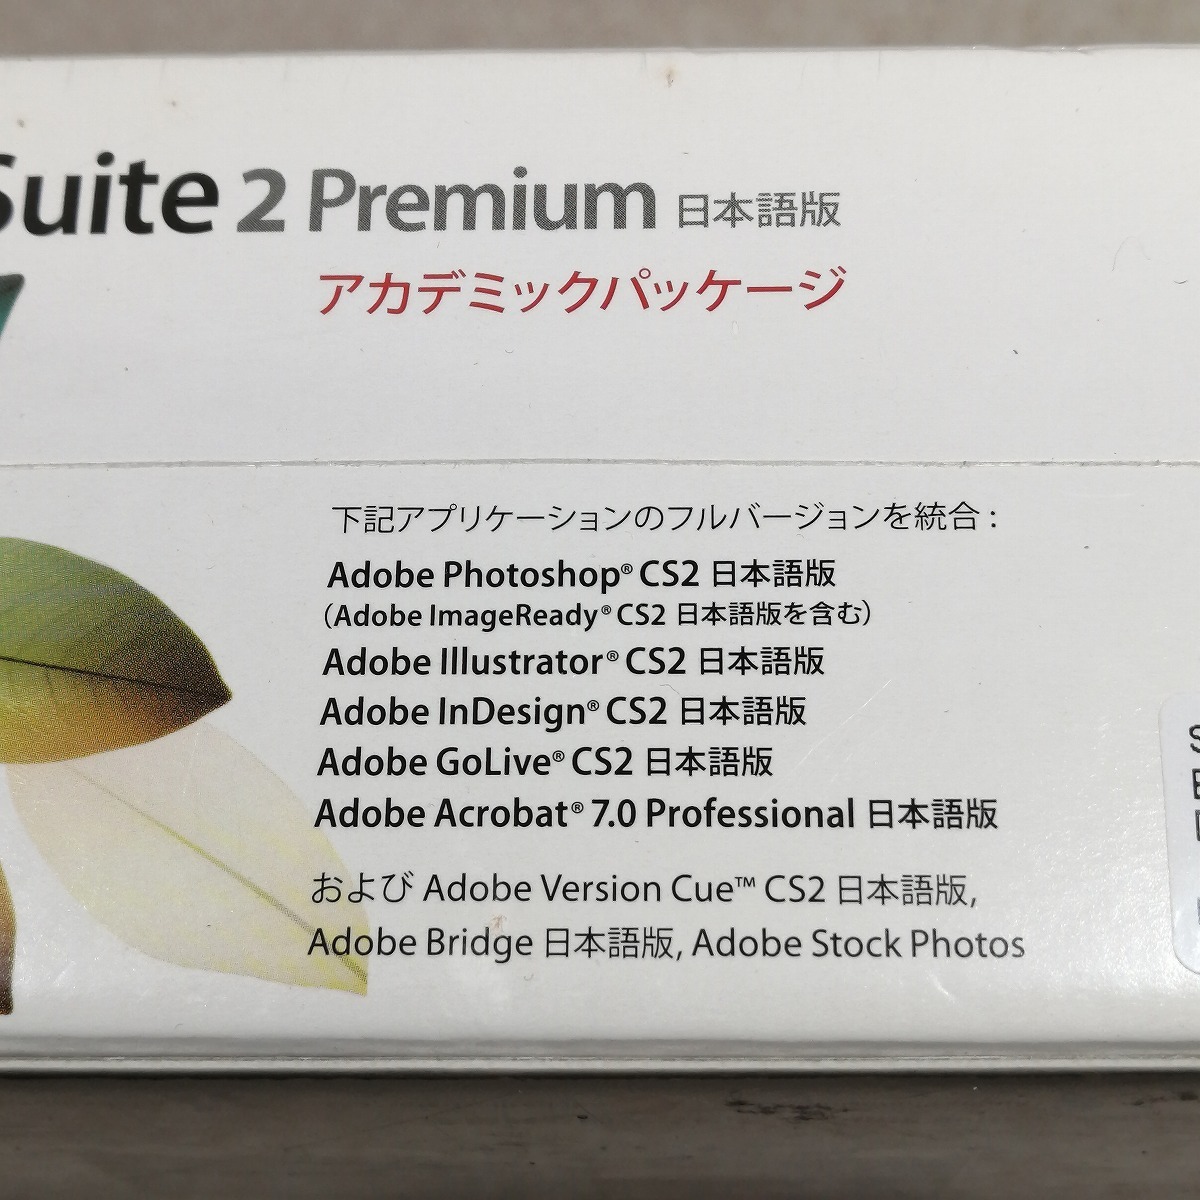 Suite 2 Premium 日本語版
アカデミックパッケージ
下記アプリケーションのフルバージョンを統合：
Adobe Photoshop® CS2 日本語版
（Adobe ImageReady® CS2 日本語版を含む）
Adobe Illustrator® CS2 日本語版
Adobe InDesign® CS2 日本語版
Adobe GoLive® CS2 日本語版
Adobe Acrobat® 7.0 Professional 日本語版
および Adobe Version Cue™ CS2 日本語版,
Adobe Bridge 日本語版, Adobe Stock Photos